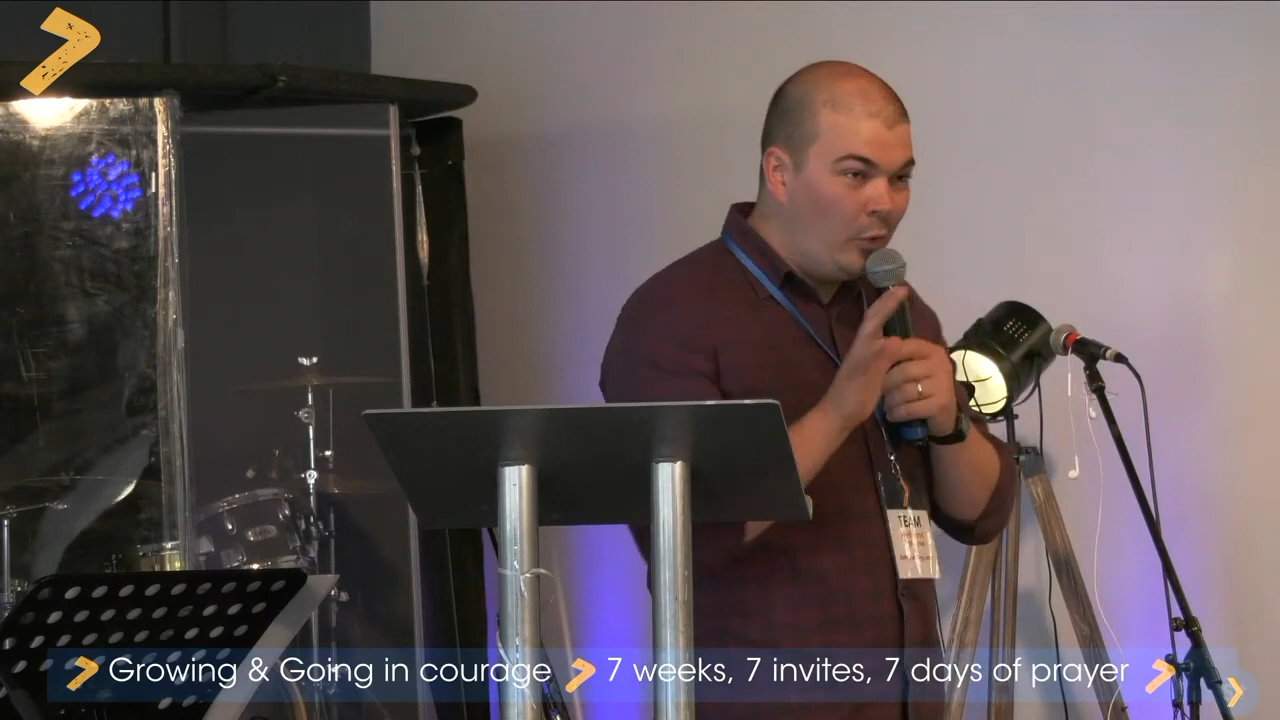 TEAM
Growing & Going in courage 7 weeks, 7 invites, 7 days of prayer